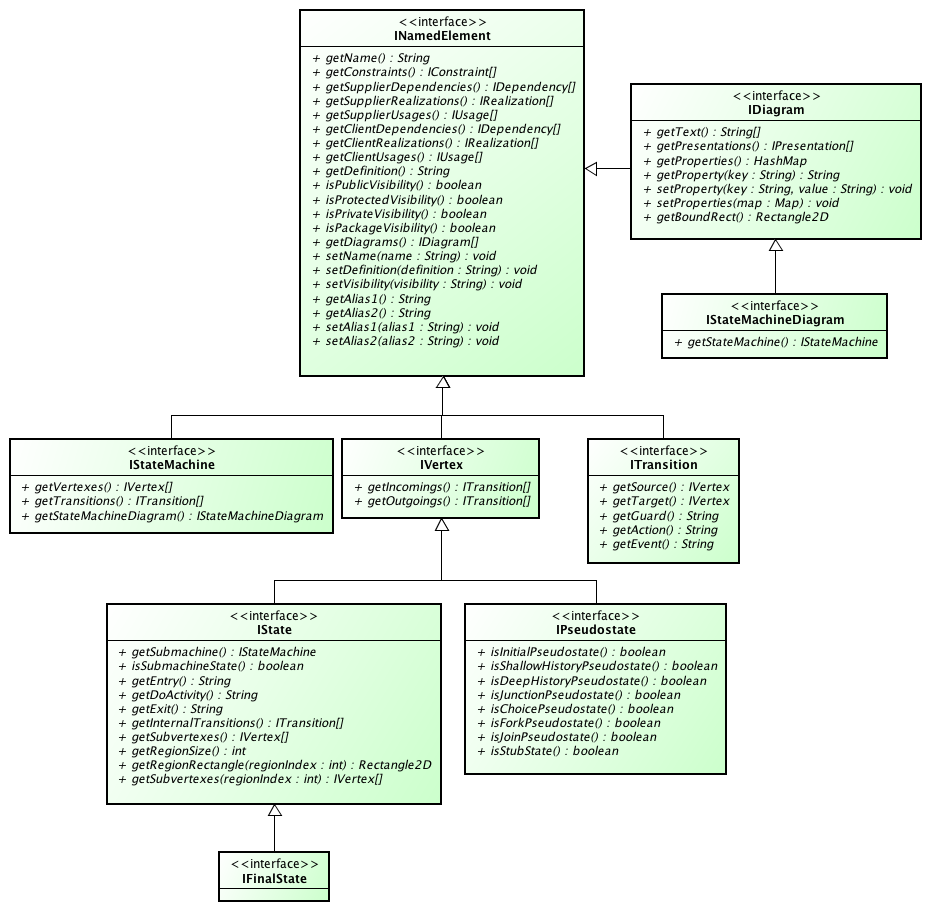 <<interface>>
INamedElement
+ getName() : String
+ getConstraints() : IConstraint[]
+ getSupplierDependencies() : IDependency[]
+ getSupplierRealizations() : IRealization[]
+ getSupplierUsages() : IUsage[]
+ getClientDependencies() : IDependency[]
+ getClientRealizations() : IRealization[]
+ getClientUsages() : IUsage[]
+ getDefinition() : String
+ isPublicVisibility() : boolean
+ isProtectedVisibility() : boolean
+ isPrivateVisibility() : boolean
+ isPackageVisibility() : boolean
+ getDiagrams() : IDiagram[]
+ setName(name : String) : void
+ setDefinition(definition : String) : void
+ setVisibility(visibility : String) : void
+ getAlias1() : String
+ getAlias2() : String
+ setAlias1(alias1 : String) : void
+ setAlias2(alias2 : String) : void
<<interface>>
IDiagram
+ getText() : String[]
+ getPresentations() : IPresentation[]
+ getProperties() : HashMap
+ getProperty(key : String) : String
+ setProperty(key : String, value : String) : void
+ setProperties(map : Map) : void
+ getBoundRect() : Rectangle2D
<<interface>>
IStateMachineDiagram
+ getStateMachine() : IStateMachine
<<interface>>
IStateMachine
+ getVertexes() : IVertex[]
+ getTransitions() : ITransition[]
+ getStateMachineDiagram() : IStateMachineDiagram
<<interface>>
IVertex
+ getIncomings() : ITransition[]
+ getOutgoings() : ITransition[]
<<interface>>
ITransition
+ getSource() : IVertex
+ getTarget() : IVertex
+ getGuard() : String
+ getAction() : String
+ getEvent() : String
<<interface>>
IState
+ getSubmachine() : IStateMachine
+ isSubmachineState() : boolean
+ getEntry() : String
+ getDoActivity() : String
+ getExit() : String
+ getInternalTransitions() : ITransition[]
+ getSubvertexes() : IVertex[]
+ getRegionSize() : int
+ getRegionRectangle(regionIndex : int) : Rectangle2D
+ getSubvertexes(regionIndex : int) : IVertex[]
<<interface>>
IPseudostate
+ isInitialPseudostate() : boolean
+ isShallowHistoryPseudostate() : boolean
+ isDeepHistoryPseudostate() : boolean
+ isJunctionPseudostate() : boolean
+ isChoicePseudostate() : boolean
+ isForkPseudostate() : boolean
+ isJoinPseudostate() : boolean
+ isStubState() : boolean
<<interface>>
IFinalState